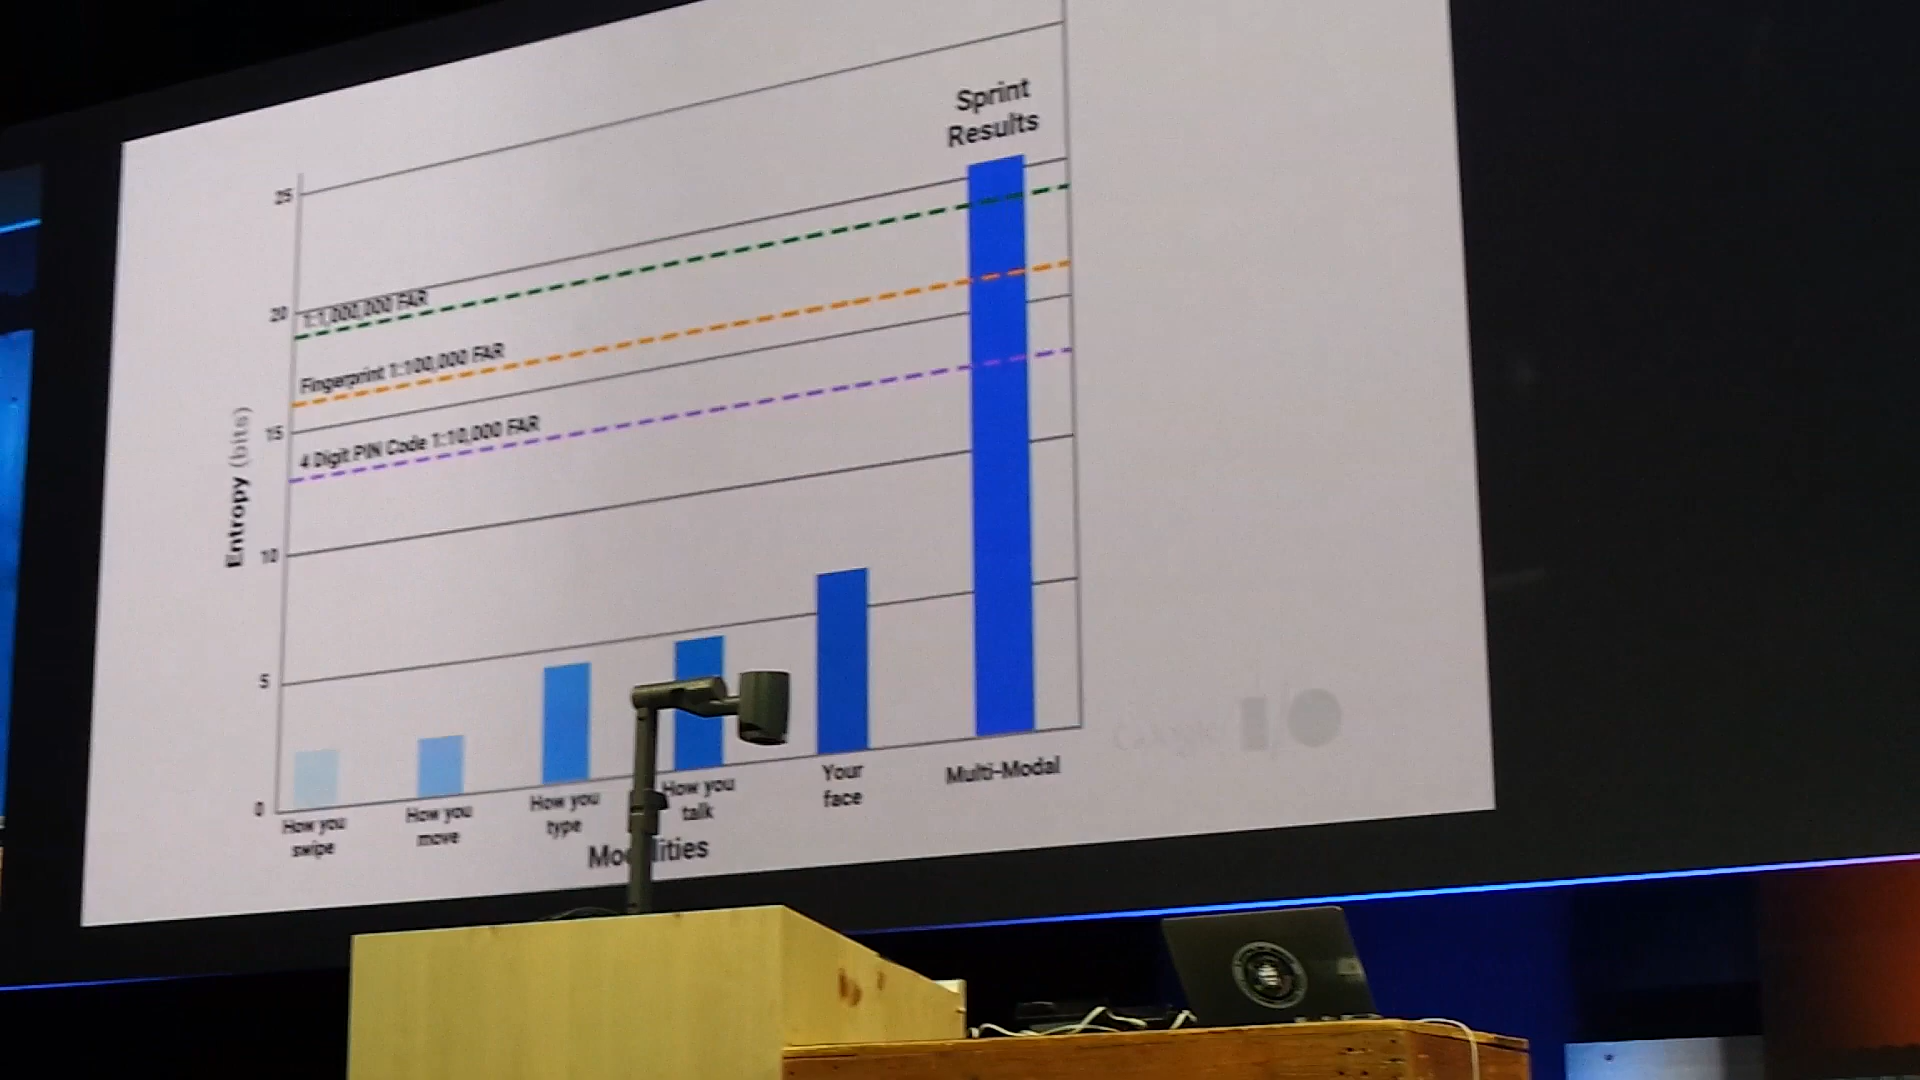 Sprint
Results
25
20
15
10
5
0
Entropy (bits)
1:1,000,000 FAR
Fingerprint 1:100,000 FAR
4 Digit PIN Code 1:10,000 FAR
How you
swipe
How you
move
How you
type
How you
talk
Your
face
Multi-Modal